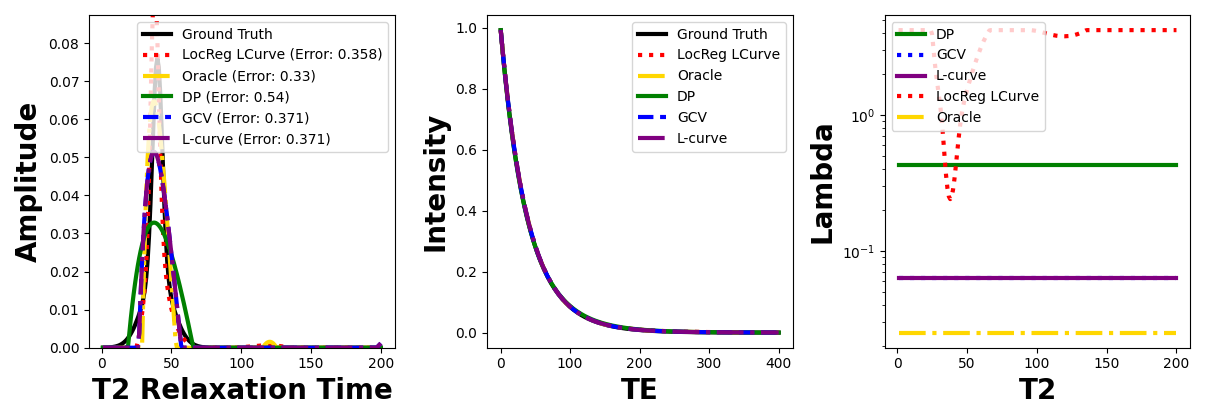 Amplitude
0.08
0.07
0.06
0.05
0.04
0.03
0.02
0.01
0.00
Ground Truth
LocReg LCurve (Error: 0.358)
Oracle (Error: 0.33)
DP (Error: 0.54)
GCV (Error: 0.371)
L-curve (Error: 0.371)
0 50 100 150 200
T2 Relaxation Time
Intensity
1.0
0.8
0.6
0.4
0.2
0.0
Ground Truth
LocReg LCurve
Oracle
DP
GCV
L-curve
0 100 200 300 400
TE
Lambda
10⁰
10⁻¹
DP
GCV
L-curve
LocReg LCurve
Oracle
0 50 100 150 200
T2